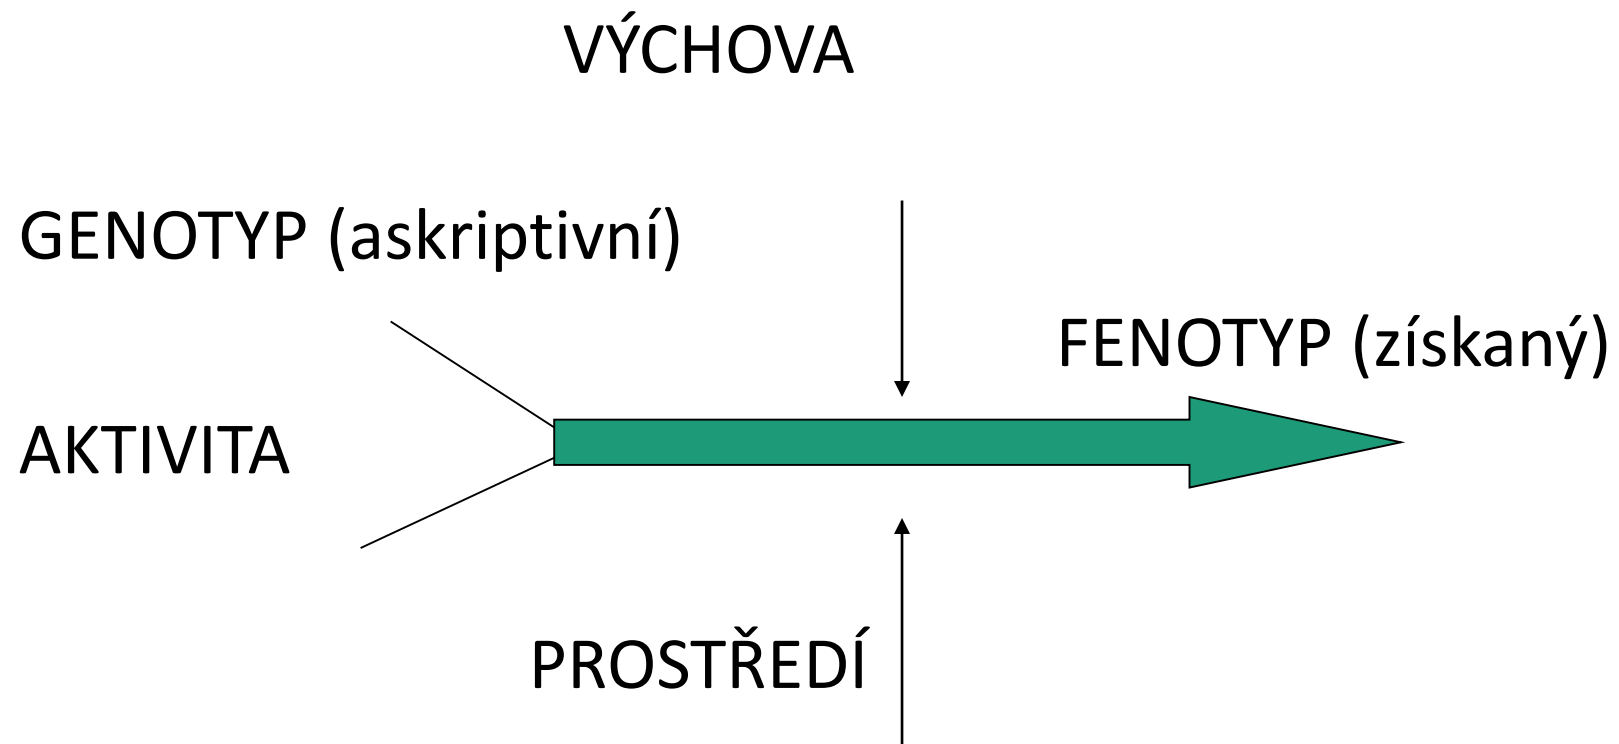 VÝCHOVA
GENOTYP (askriptivní)
FENOTYP (získaný)
AKTIVITA
PROSTŘEDÍ